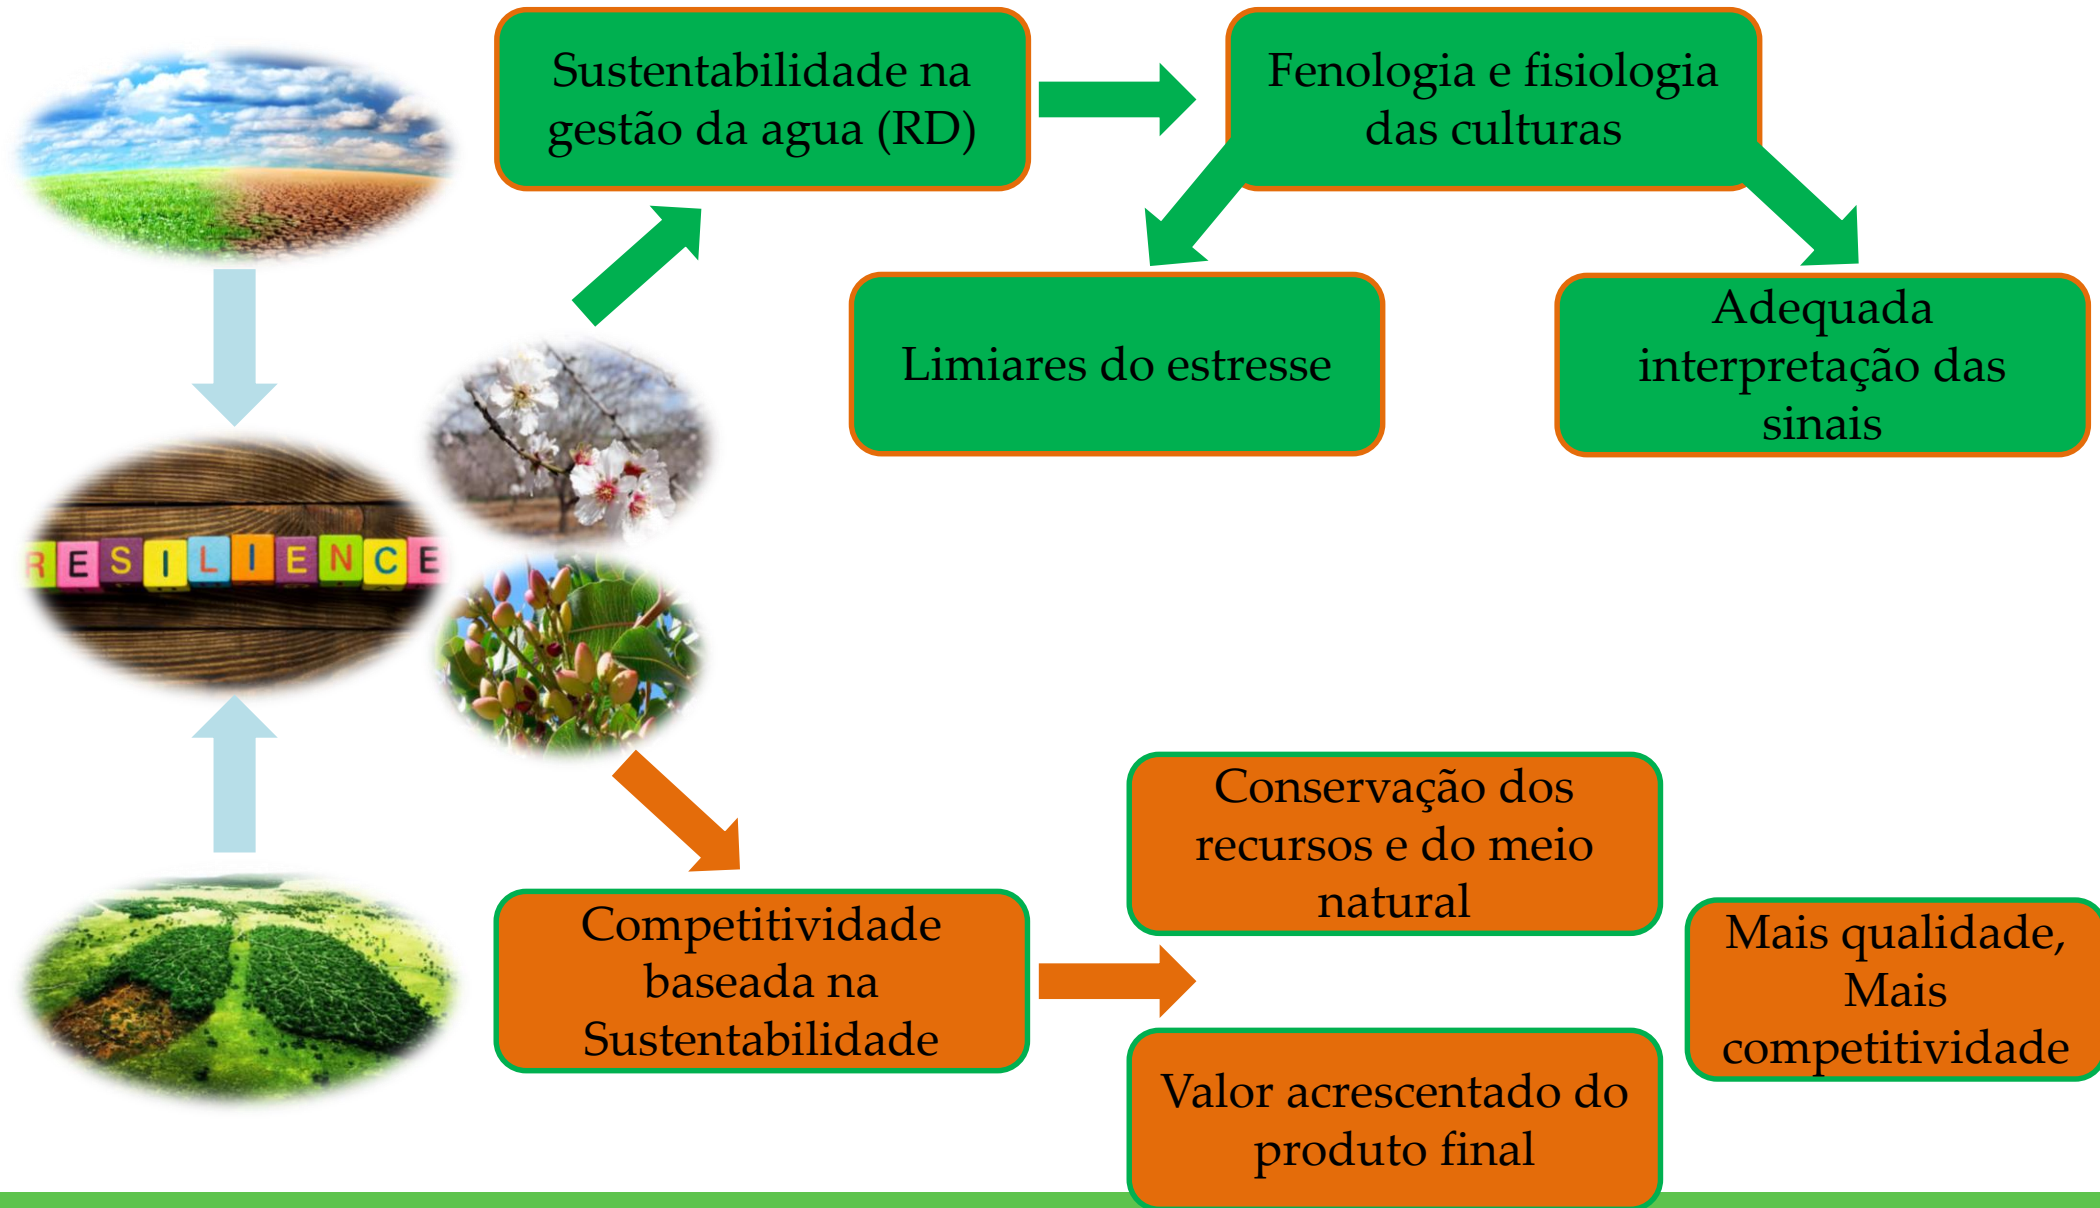 Sustentabilidade na
gestão da agua (RD)
Fenologia e fisiologia
das culturas
Limiares do estresse
Adequada
interpretação das
sinais
RESILIENCE
Conservação dos
recursos e do meio
natural
Competitividade
baseada na
Sustentabilidade
Mais qualidade,
Mais
competitividade
Valor acrescentado do
produto final